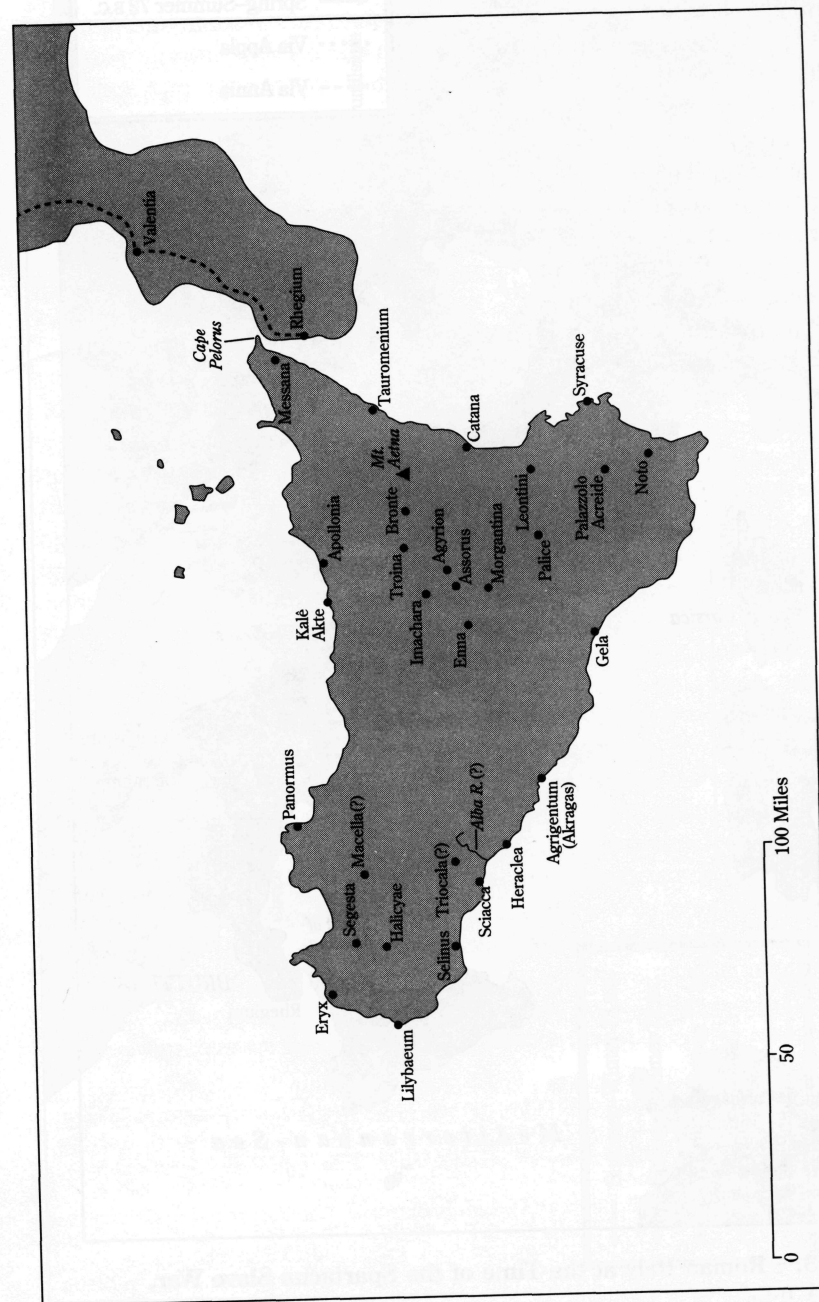 Valentia
Rhegium
Cape
Pelorus
Messana
Tauromenium
Mt.
Aetna
Catana
Syracuse
Apollonia
Kalê
Akte
Bronte
Troina
Agyrion
Assorus
Imachara
Morgantina
Enna
Leontini
Palice
Palazzolo
Acreide
Noto
Gela
Panormus
Macella(?)
Segesta
Halicyae
Eryx
Lilybaeum
Selinus
Triocala(?)
Alba R.(?)
Sciacca
Heraclea
Agrigentum
(Akragas)
0
50
100 Miles
Via Appia
Via Annia